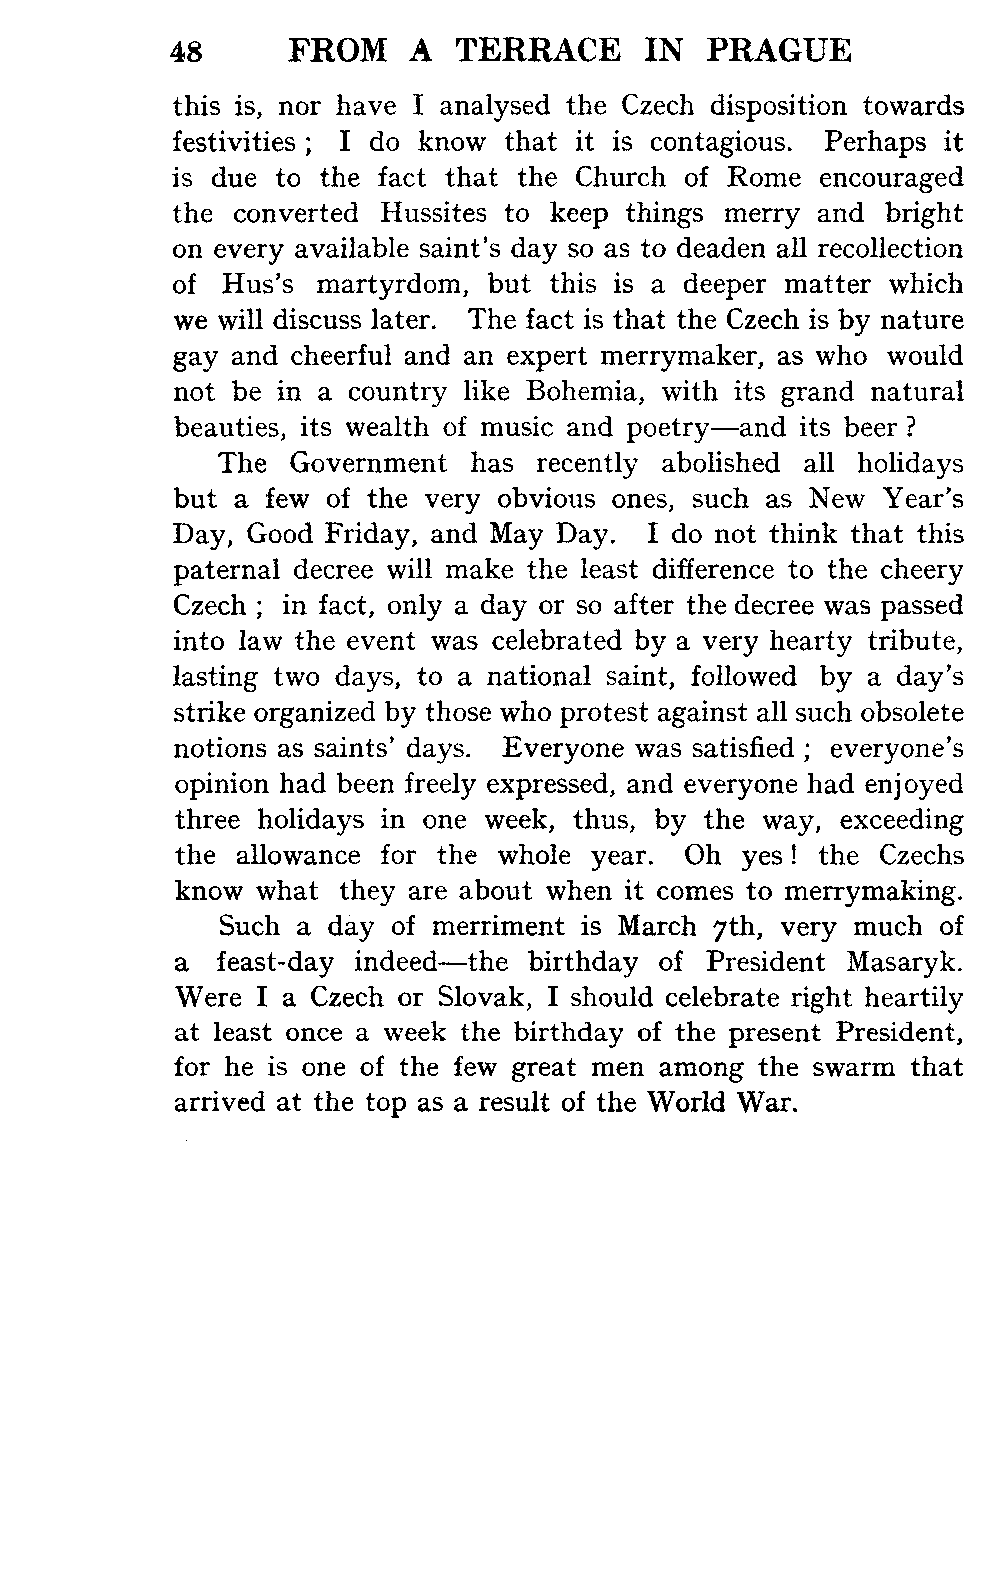 48 FROM A TERRACE IN PRAGUE
this is, nor have I analysed the Czech disposition towards
festivities ; I do know that it is contagious. Perhaps it
is due to the fact that the Church of Rome encouraged
the converted Hussites to keep things merry and bright
on every available saint's day so as to deaden all recollection
of Hus's martyrdom, but this is a deeper matter which
we will discuss later. The fact is that the Czech is by nature
gay and cheerful and an expert merrymaker, as who would
not be in a country like Bohemia, with its grand natural
beauties, its wealth of music and poetry—and its beer ?
The Government has recently abolished all holidays
but a few of the very obvious ones, such as New Year's
Day, Good Friday, and May Day. I do not think that this
paternal decree will make the least difference to the cheery
Czech ; in fact, only a day or so after the decree was passed
into law the event was celebrated by a very hearty tribute,
lasting two days, to a national saint, followed by a day's
strike organized by those who protest against all such obsolete
notions as saints' days. Everyone was satisfied ; everyone's
opinion had been freely expressed, and everyone had enjoyed
three holidays in one week, thus, by the way, exceeding
the allowance for the whole year. Oh yes ! the Czechs
know what they are about when it comes to merrymaking.
Such a day of merriment is March 7th, very much of
a feast-day indeed—the birthday of President Masaryk.
Were I a Czech or Slovak, I should celebrate right heartily
at least once a week the birthday of the present President,
for he is one of the few great men among the swarm that
arrived at the top as a result of the World War.